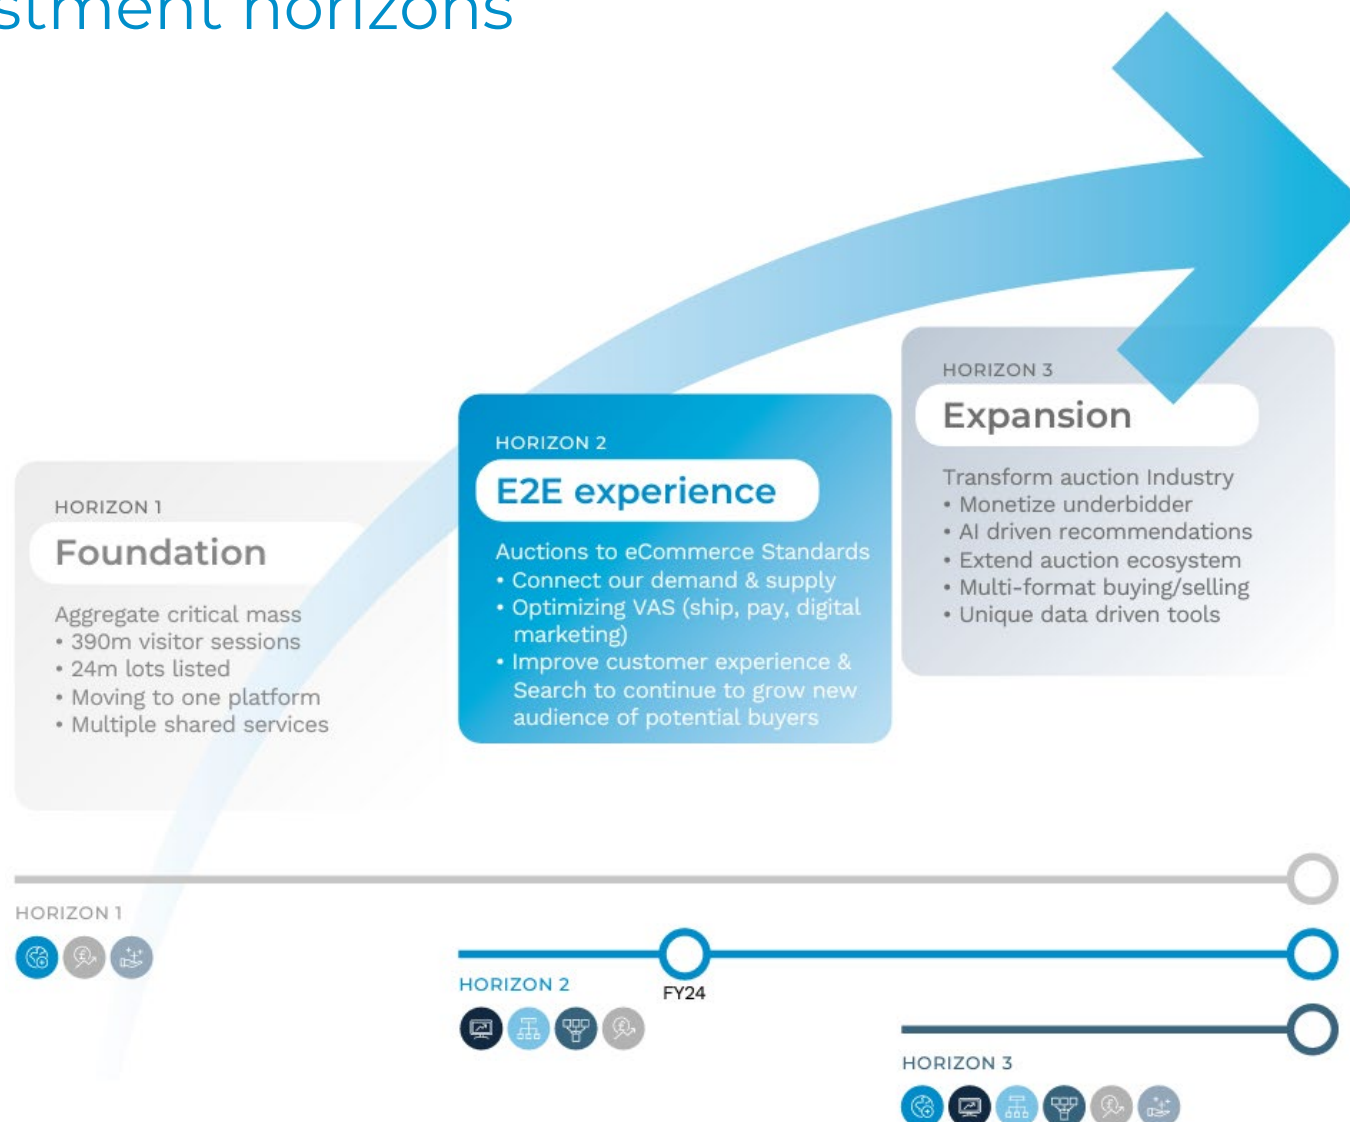 horizons
HORIZON 1
Foundation
Aggregate critical mass
• 390m visitor sessions
• 24m lots listed
• Moving to one platform
• Multiple shared services
HORIZON 2
E2E experience
Auctions to eCommerce Standards
• Connect our demand & supply
• Optimizing VAS (ship, pay, digital
marketing)
• Improve customer experience &
Search to continue to grow new
audience of potential buyers
HORIZON 3
Expansion
Transform auction Industry
• Monetize underbidder
• AI driven recommendations
• Extend auction ecosystem
• Multi-format buying/selling
• Unique data driven tools
HORIZON 1
HORIZON 2
FY24
HORIZON 3